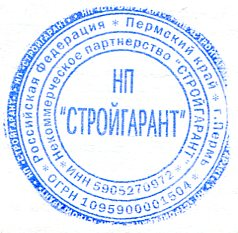 * Российская Федерация * Пермский край * г.Пермь
* ОГРН 1095900001504 *
Некоммерческое партнерство "СТРОЙГАРАНТ"
* ИНН 5905270972 *
НП
"СТРОЙГАРАНТ"